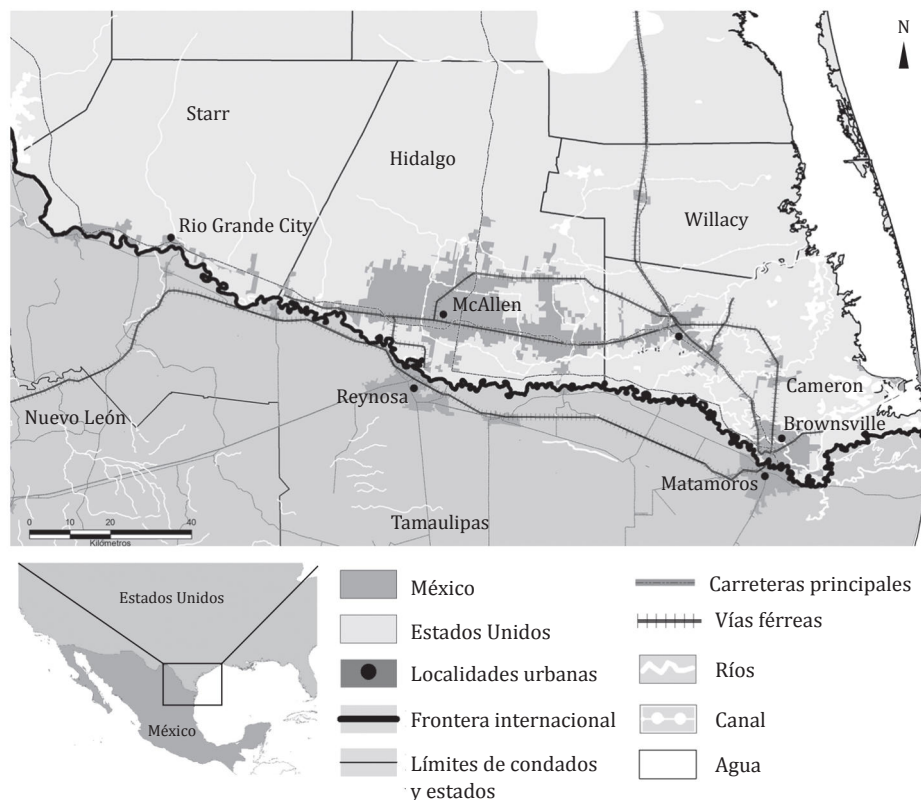 N
Starr
Hidalgo
Rio Grande City
Willacy
McAllen
Cameron
Reynosa
Nuevo León
Brownsville
Matamoros
Tamaulipas
0 10 20 40
Kilómetros
Estados Unidos
México
México
Estados Unidos
Localidades urbanas
Frontera internacional
Límites de condados
y estados
Carreteras principales
Vías férreas
Ríos
Canal
Agua